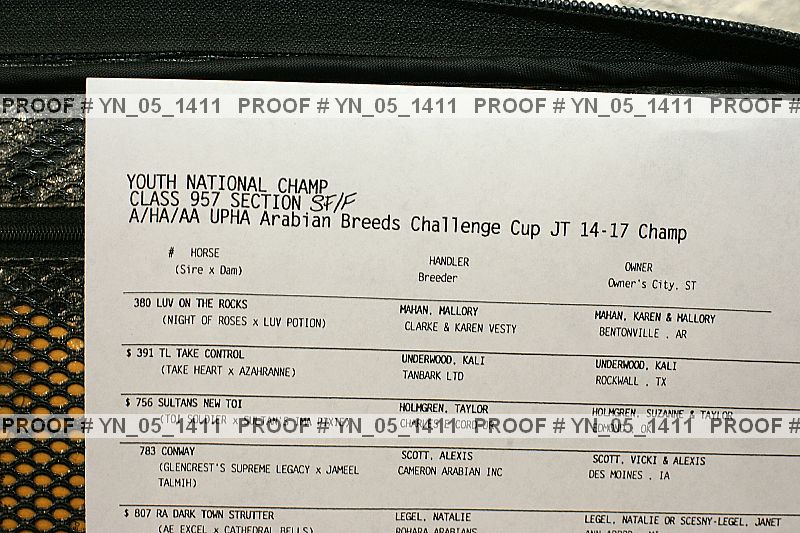 PROOF # YN_05_1411 PROOF # YN_05_1411 PROOF # YN_05_1411 PROOF #
YOUTH NATIONAL CHAMP
CLASS 957 SECTION SF/F
A/HA/AA UPHA Arabian Breeds Challenge Cup JT 14-17 Champ
# HORSE HANDLER OWNER
(Sire x Dam) Breeder Owner's City, ST
380 LUV ON THE ROCKS MAHAN, MALLORY MAHAN, KAREN & MALLORY
(NIGHT OF ROSES x LUV POTION) CLARKE & KAREN VESTY BENTONVILLE , AR
$ 391 TL TAKE CONTROL UNDERWOOD, KALI UNDERWOOD, KALI
(TAKE HEART x AZAHRANNE) TANBARK LTD ROCKWALL , TX
$ 756 SULTANS NEW TOI HOLMGREN, TAYLOR HOLMGREN, SUZANNE & TAYLOR
(TOI SOLDIER x EDMOND, OK
PROOF # YN_05_1411 PROOF # YN_05_1411 PROOF # YN_05_1411 PROOF #
783 CONWAY SCOTT, ALEXIS SCOTT, VICKI & ALEXIS
(GLENCREST'S SUPREME LEGACY x JAMEEL CAMERON ARABIAN INC DES MOINES , IA
TALMIH)
$ 807 RA DARK TOWN STRUTTER LEGEL, NATALIE LEGEL, NATALIE OR SCESNY-LEGEL, JANET
(AE EXCEL x CATHEDRAL BELLS) ROHARA ARABIANS